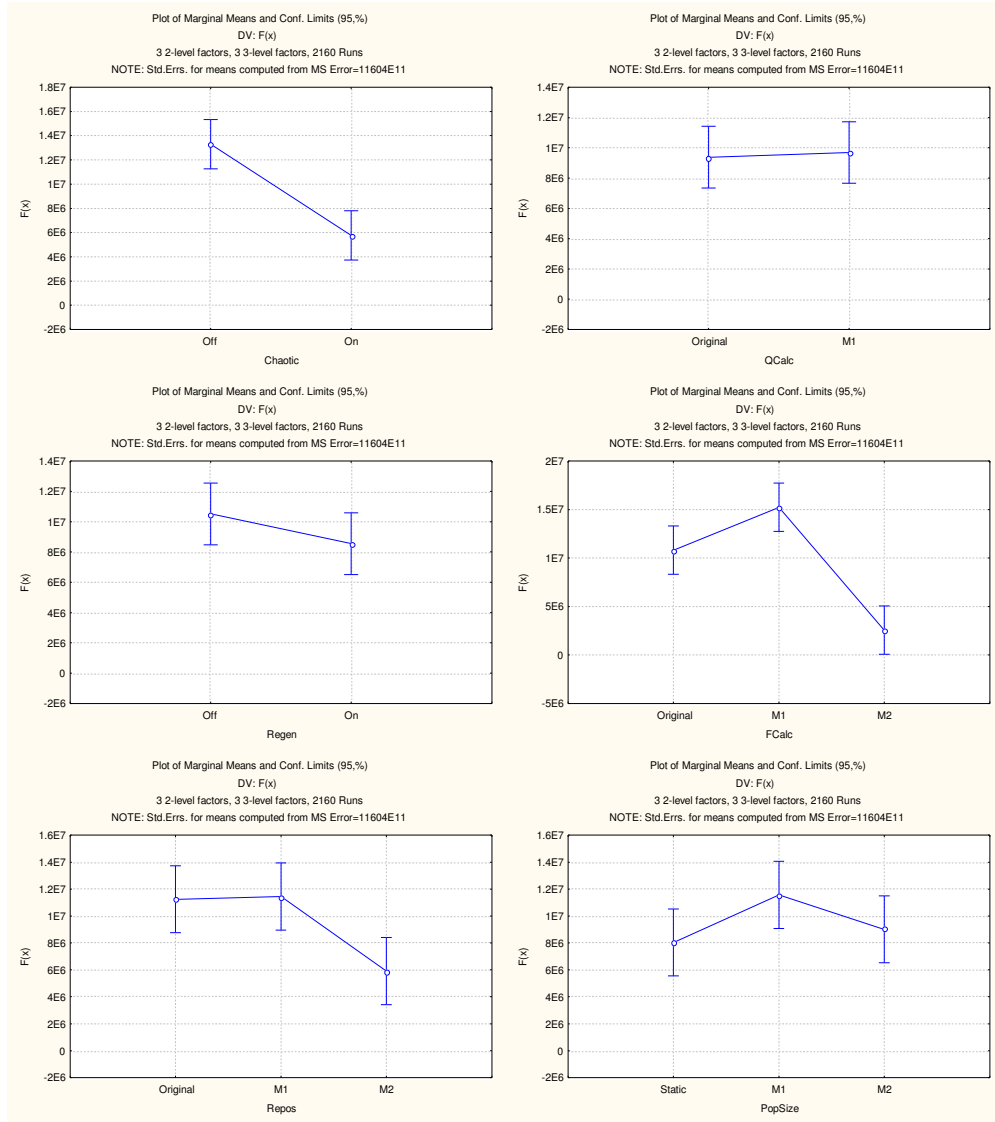 Plot of Marginal Means and Conf. Limits (95,%)
DV: F(x)
3 2-level factors, 3 3-level factors, 2160 Runs
NOTE: Std.Errs. for means computed from MS Error=11604E11
1.8E7
1.6E7
1.4E7
1.2E7
1E7
8E6
6E6
4E6
2E6
0
-2E6
F(x)
Off On
Chaotic
Plot of Marginal Means and Conf. Limits (95,%)
DV: F(x)
3 2-level factors, 3 3-level factors, 2160 Runs
NOTE: Std.Errs. for means computed from MS Error=11604E11
1.4E7
1.2E7
1E7
8E6
6E6
4E6
2E6
0
-2E6
F(x)
Original M1
QCalc
Plot of Marginal Means and Conf. Limits (95,%)
DV: F(x)
3 2-level factors, 3 3-level factors, 2160 Runs
NOTE: Std.Errs. for means computed from MS Error=11604E11
1.4E7
1.2E7
1E7
8E6
6E6
4E6
2E6
0
-2E6
F(x)
Off On
Regen
Plot of Marginal Means and Conf. Limits (95,%)
DV: F(x)
3 2-level factors, 3 3-level factors, 2160 Runs
NOTE: Std.Errs. for means computed from MS Error=11604E11
2E7
1.5E7
1E7
5E6
0
-5E6
F(x)
Original M1 M2
FCalc
Plot of Marginal Means and Conf. Limits (95,%)
DV: F(x)
3 2-level factors, 3 3-level factors, 2160 Runs
NOTE: Std.Errs. for means computed from MS Error=11604E11
1.6E7
1.4E7
1.2E7
1E7
8E6
6E6
4E6
2E6
0
-2E6
F(x)
Original M1 M2
Repos
Plot of Marginal Means and Conf. Limits (95,%)
DV: F(x)
3 2-level factors, 3 3-level factors, 2160 Runs
NOTE: Std.Errs. for means computed from MS Error=11604E11
1.6E7
1.4E7
1.2E7
1E7
8E6
6E6
4E6
2E6
0
-2E6
F(x)
Static M1 M2
PopSize